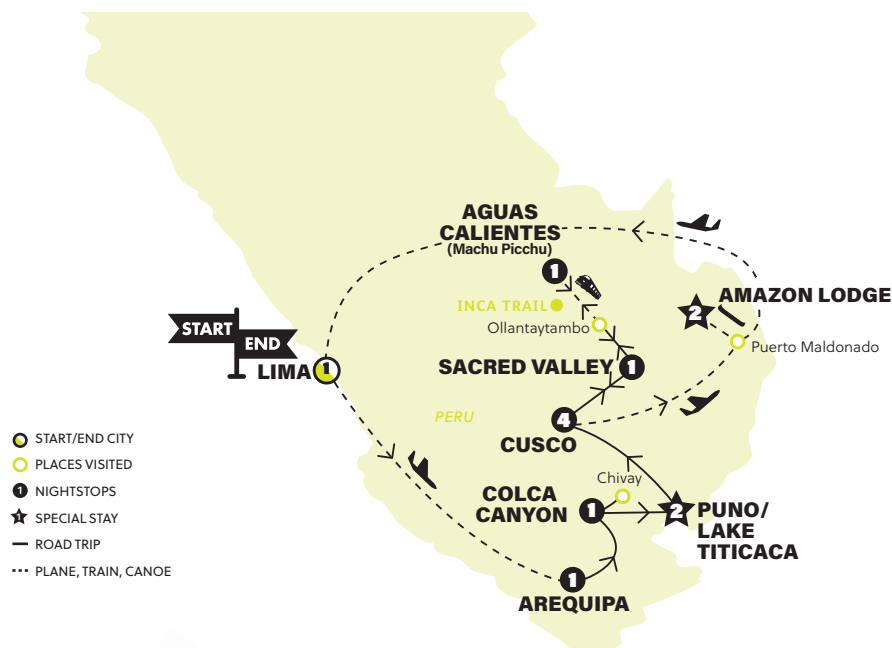 AGUAS
CALIENTES
(Machu Picchu)
1
INCA TRAIL
Ollantaytambo
2
AMAZON LODGE
Puerto Maldonado
START
END
LIMA
1
SACRED VALLEY
1
PERU
4
CUSCO
Chivay
COLCA
CANYON
1
2
PUNO/
LAKE
TITICACA
1
AREQUIPA
START/END CITY
PLACES VISITED
1 NIGHTSTOPS
1 SPECIAL STAY
ROAD TRIP
PLANE, TRAIN, CANOE